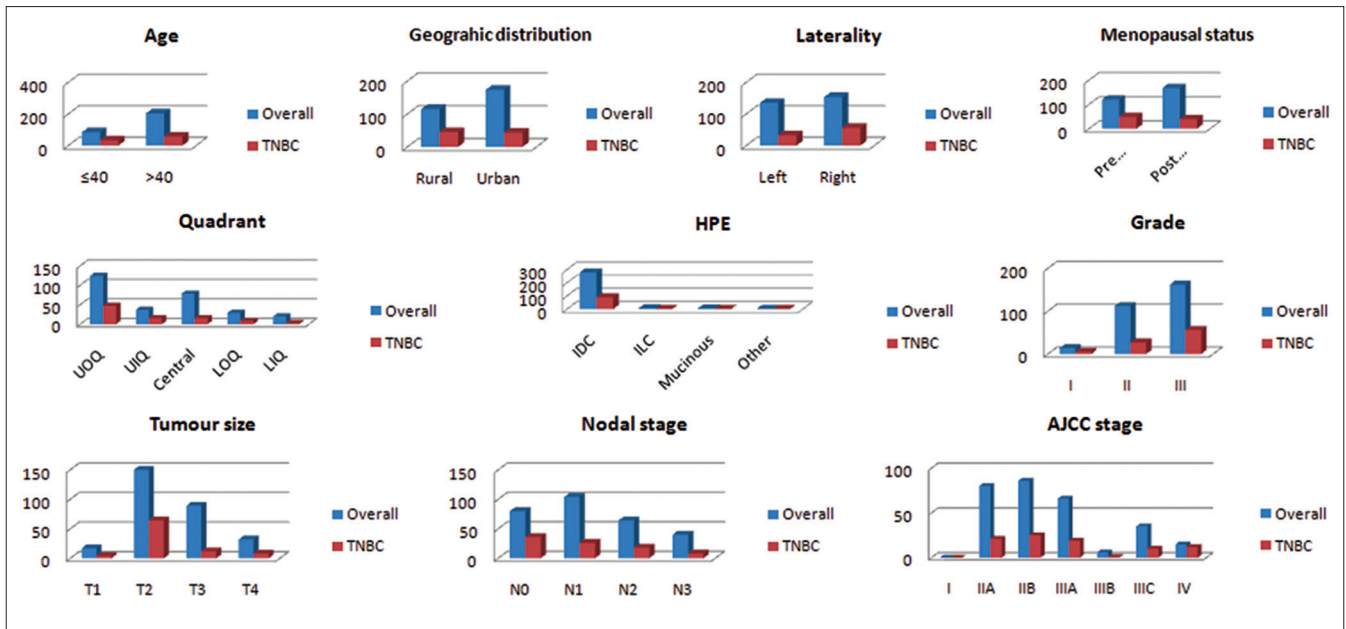 Age
400
200
0
≤40 >40
Overall
TNBC
Geograhic distribution
200
100
0
Rural Urban
Overall
TNBC
Laterality
200
100
0
Left Right
Overall
TNBC
Menopausal status
200
100
0
Pre... Post...
Overall
TNBC
Quadrant
150
100
50
0
UOQ UIQ Central LOQ LIQ
Overall
TNBC
HPE
300
200
100
0
IDC ILC Mucinous Other
Overall
TNBC
Grade
200
100
0
I II III
Overall
TNBC
Tumour size
150
100
50
0
T1 T2 T3 T4
Overall
TNBC
Nodal stage
150
100
50
0
N0 N1 N2 N3
Overall
TNBC
AJCC stage
100
50
0
I IIA IIB IIIA IIIB IIIC IV
Overall
TNBC